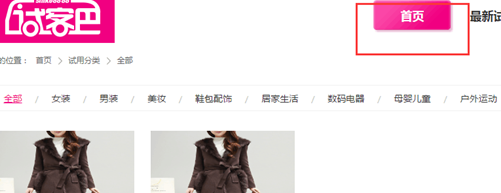 试客吧
首页
最新试
的位置： 首页 > 试用分类 > 全部
全部 / 女装 / 男装 / 美妆 / 鞋包配饰 / 居家生活 / 数码电器 / 母婴儿童 / 户外运动